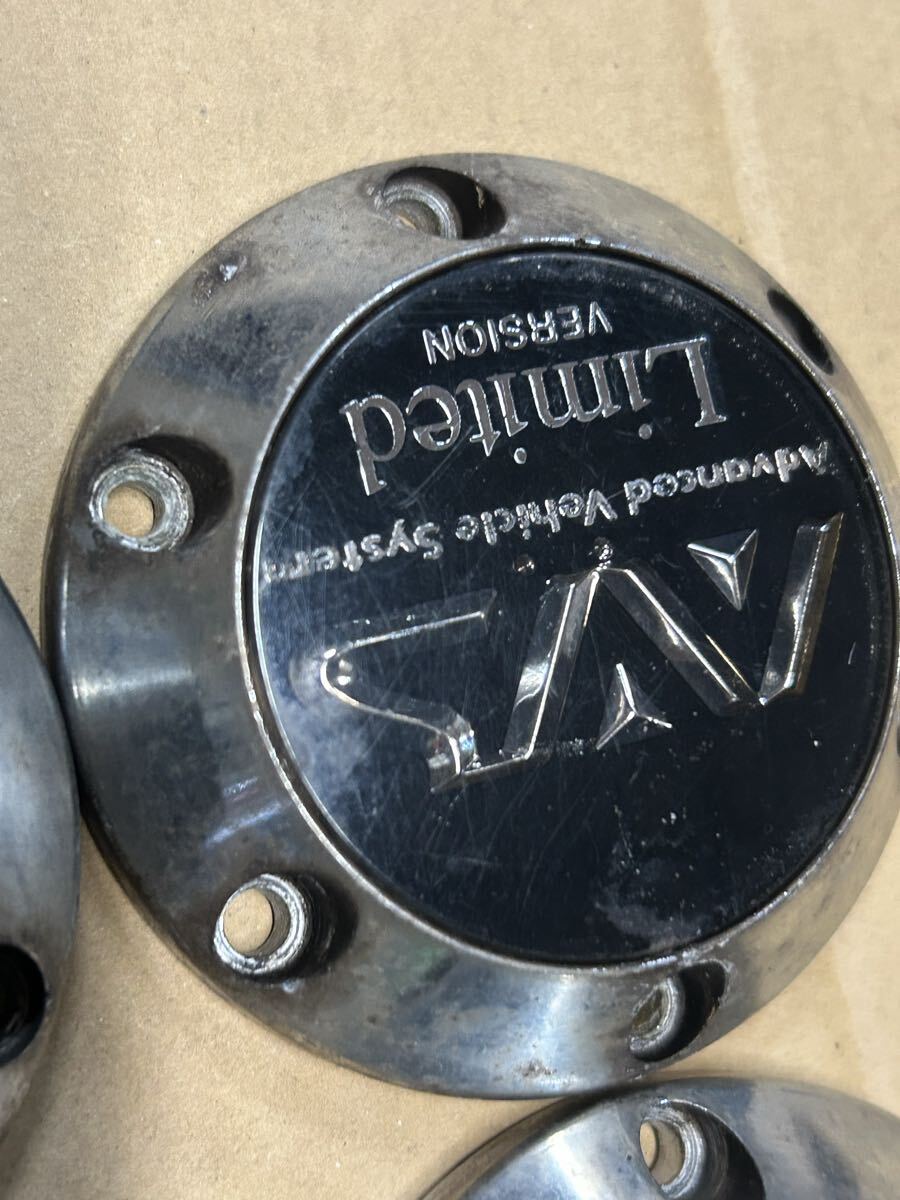 AVS
Advanced Vehicle System
Limited
VERSION